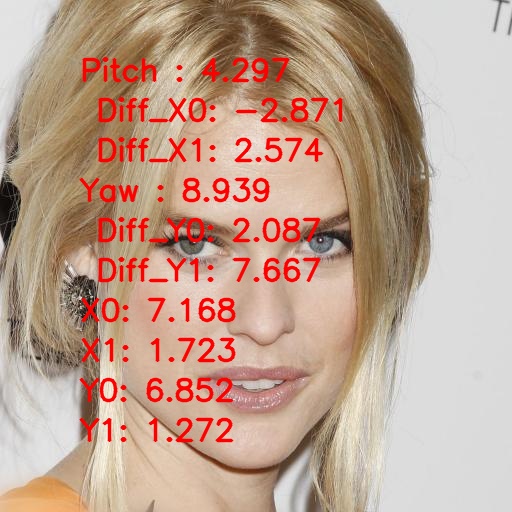 Pitch : 4.297
Diff_X0: -2.871
Diff_X1: 2.574
Yaw : 8.939
Diff_Y0: 2.087
Diff_Y1: 7.667
X0: 7.168
X1: 1.723
Y0: 6.852
Y1: 1.272